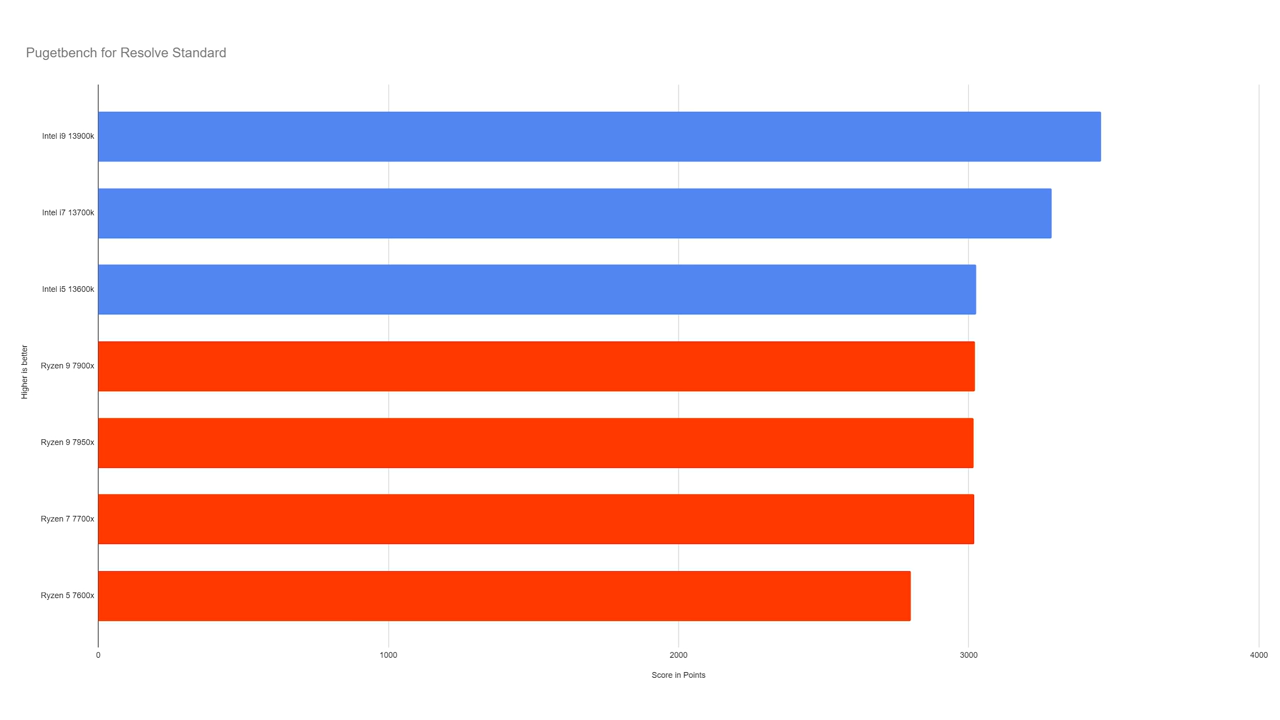 Pugetbench for Resolve Standard
Higher is better
Intel i9 13900k
Intel i7 13700k
Intel i5 13600k
Ryzen 9 7900x
Ryzen 9 7950x
Ryzen 7 7700x
Ryzen 5 7600x
0 1000 2000 3000 4000
Score in Points